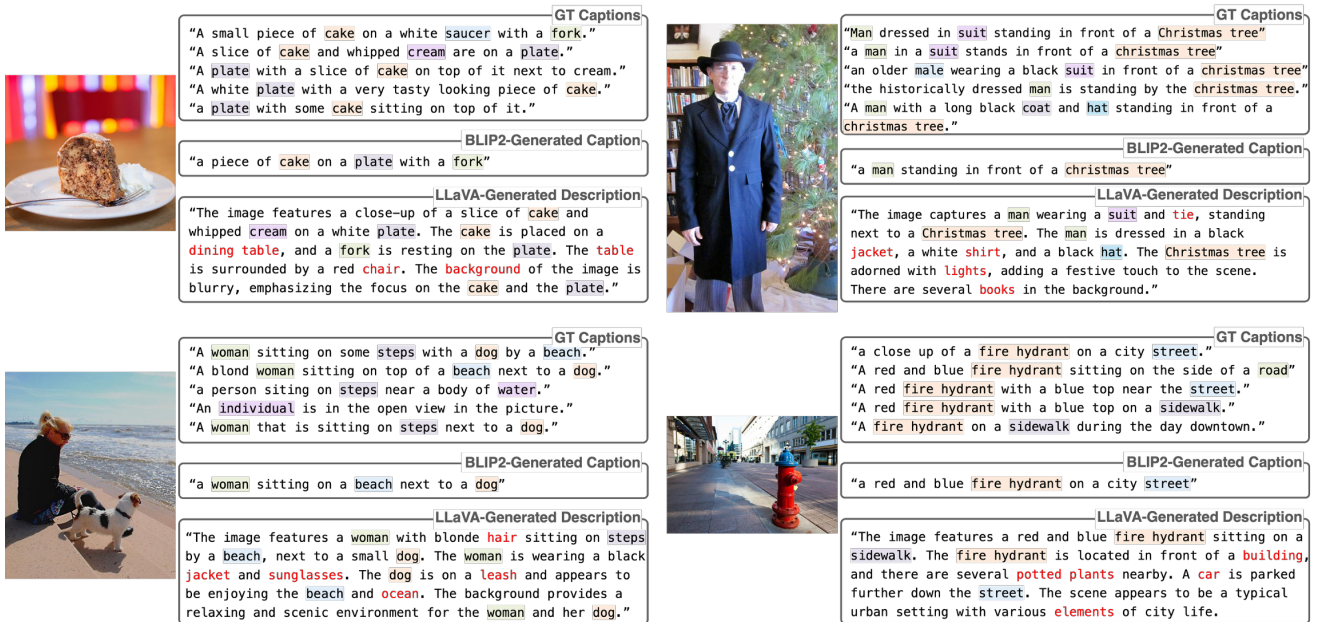 GT Captions
“A small piece of cake on a white saucer with a fork.”
“A slice of cake and whipped cream are on a plate.”
“A plate with a slice of cake on top of it next to cream.”
“A white plate with a very tasty looking piece of cake.”
“a plate with some cake sitting on top of it.”
BLIP2-Generated Caption
“a piece of cake on a plate with a fork”
LLaVA-Generated Description
“The image features a close-up of a slice of cake and
whipped cream on a white plate. The cake is placed on a
dining table, and a fork is resting on the plate. The table
is surrounded by a red chair. The background of the image is
blurry, emphasizing the focus on the cake and the plate.”
GT Captions
“Man dressed in suit standing in front of a Christmas tree”
“a man in a suit stands in front of a christmas tree”
“an older male wearing a black suit in front of a christmas tree”
“the historically dressed man is standing by the christmas tree.”
“A man with a long black coat and hat standing in front of a
christmas tree.”
BLIP2-Generated Caption
“a man standing in front of a christmas tree”
LLaVA-Generated Description
“The image captures a man wearing a suit and tie, standing
next to a Christmas tree. The man is dressed in a black
jacket, a white shirt, and a black hat. The Christmas tree is
adorned with lights, adding a festive touch to the scene.
There are several books in the background.”
GT Captions
“A woman sitting on some steps with a dog by a beach.”
“A blond woman sitting on top of a beach next to a dog.”
“a person siting on steps near a body of water.”
“An individual is in the open view in the picture.”
“A woman that is sitting on steps next to a dog.”
BLIP2-Generated Caption
“a woman sitting on a beach next to a dog”
LLaVA-Generated Description
“The image features a woman with blonde hair sitting on steps
by a beach, next to a small dog. The woman is wearing a black
jacket and sunglasses. The dog is on a leash and appears to
be enjoying the beach and ocean. The background provides a
relaxing and scenic environment for the woman and her dog.”
GT Captions
“a close up of a fire hydrant on a city street.”
“A red and blue fire hydrant sitting on the side of a road”
“A red fire hydrant with a blue top near the street.”
“A red fire hydrant with a blue top on a sidewalk.”
“A fire hydrant on a sidewalk during the day downtown.”
BLIP2-Generated Caption
“a red and blue fire hydrant on a city street”
LLaVA-Generated Description
“The image features a red and blue fire hydrant sitting on a
sidewalk. The fire hydrant is located in front of a building,
and there are several potted plants nearby. A car is parked
further down the street. The scene appears to be a typical
urban setting with various elements of city life.